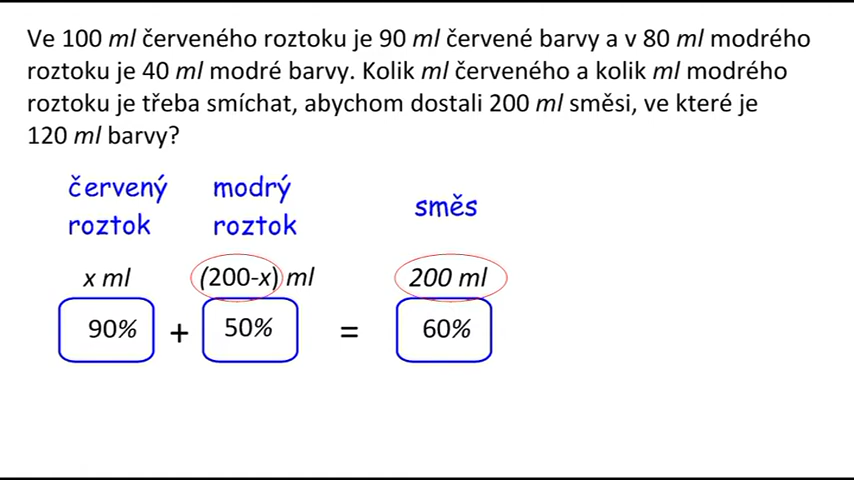 Ve 100 ml červeného roztoku je 90 ml červené barvy a v 80 ml modrého
roztoku je 40 ml modré barvy. Kolik ml červeného a kolik ml modrého
roztoku je třeba smíchat, abychom dostali 200 ml směsi, ve které je
120 ml barvy?
červený modrý
roztok roztok
směs
x ml (200-x) ml 200 ml
90% + 50% = 60%